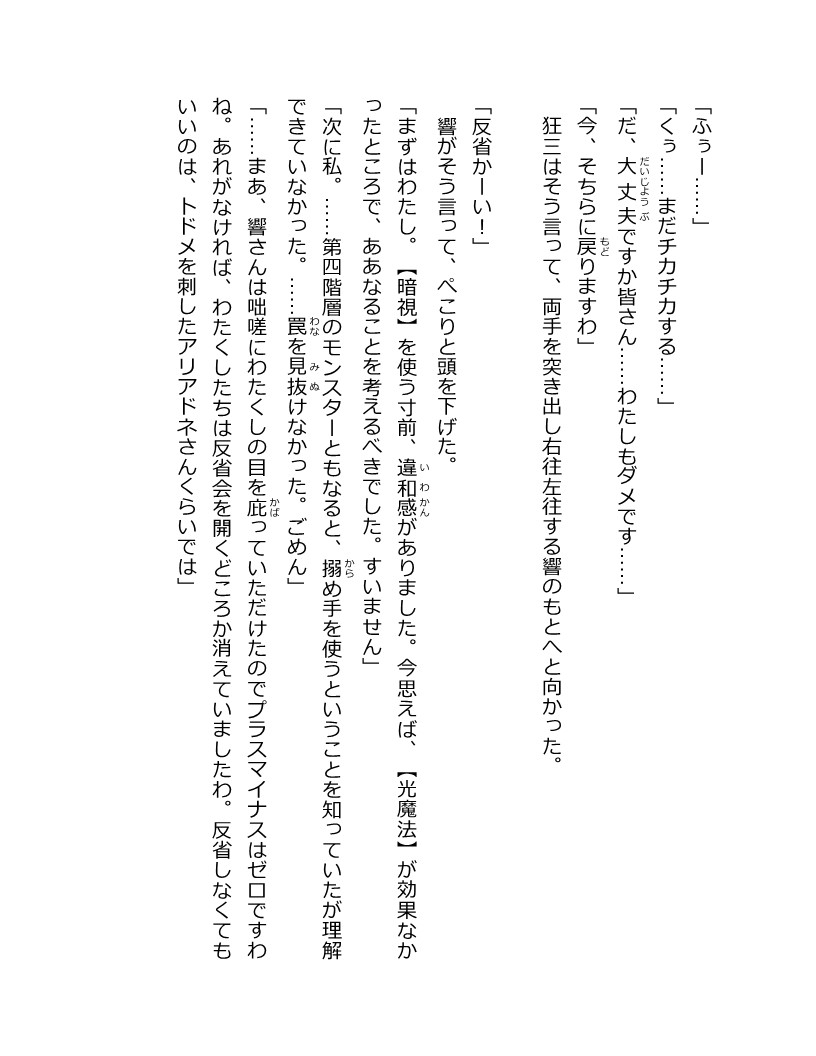 「ふぅー……」
「くぅ……まだチカチカする……」
「だ、大丈夫ですか皆さん……わたしもダメです……」
「今、そちらに戻りますわ」
　狂三はそう言って、両手を突き出し右往左往する響のもとへと向かった。
「反省かーい！」
　響がそう言って、ぺこりと頭を下げた。
「まずはわたし。【暗視】を使う寸前、違和感がありました。今思えば、【光魔法】が効果なか
ったところで、ああなることを考えるべきでした。すいません」
「次に私。……第四階層のモンスターともなると、搦め手を使うということを知っていたが理解
できていなかった。……罠を見抜けなかった。ごめん」
「……まあ、響さんは咄嗟にわたくしの目を庇っていただけたのでプラスマイナスはゼロですわ
ね。あれがなければ、わたくしたちは反省会を開くどころか消えていましたわ。反省しなくても
いいのは、トドメを刺したアリアドネさんくらいでは」